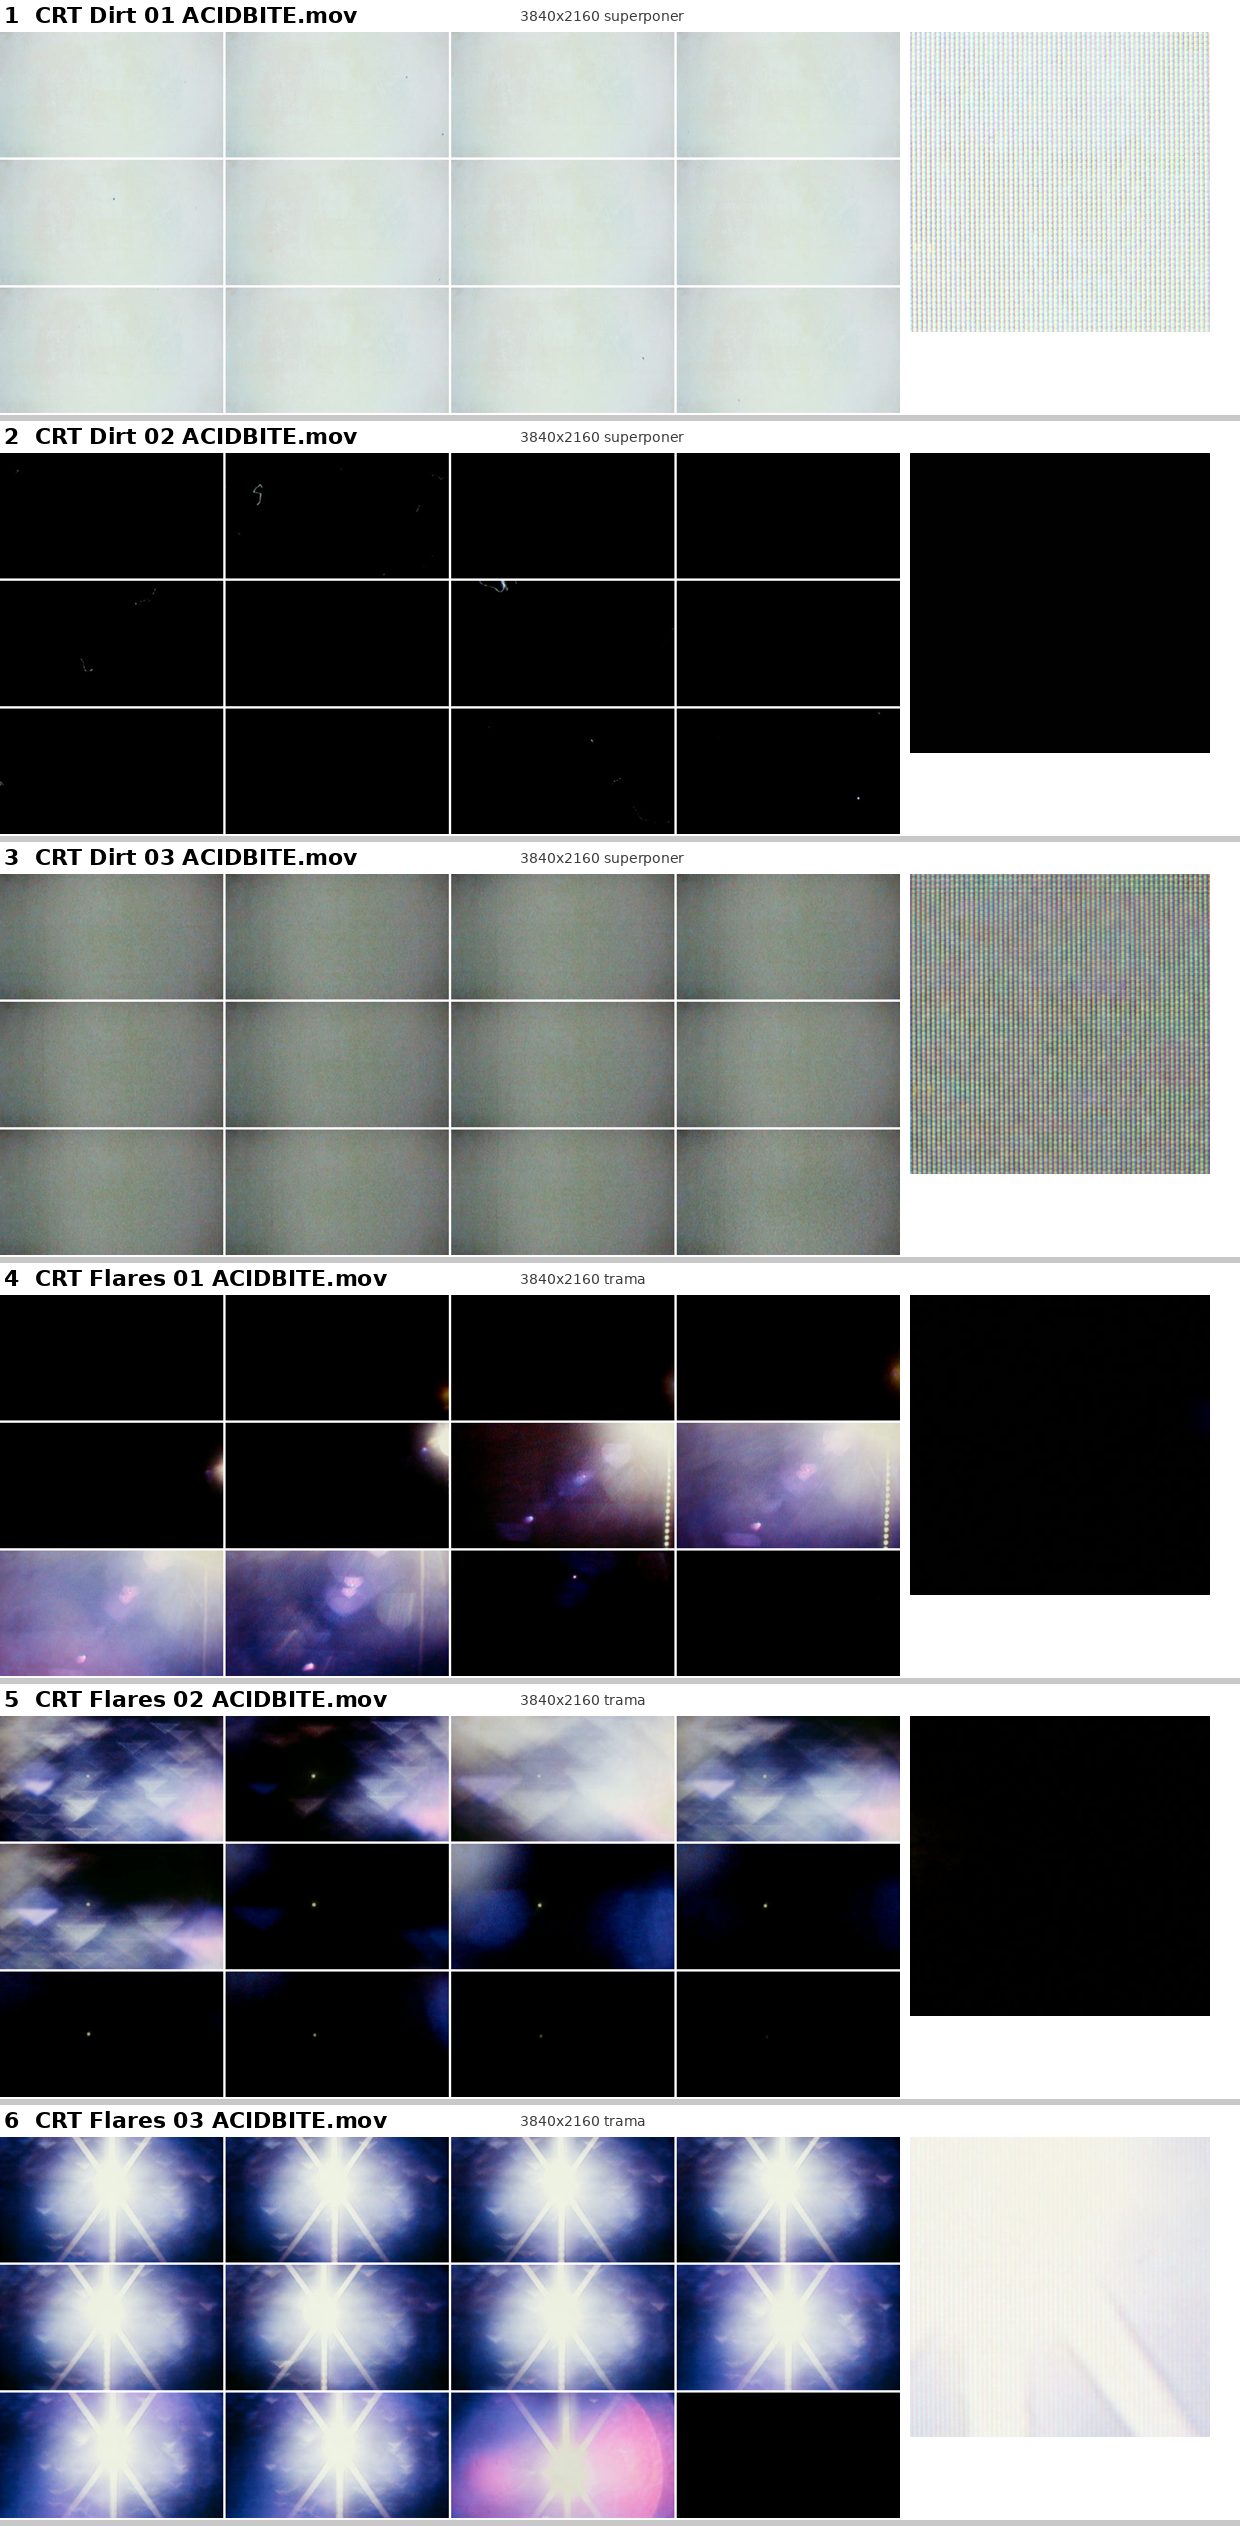 1 CRT Dirt 01 ACIDBITE.mov 3840x2160 superponer
2 CRT Dirt 02 ACIDBITE.mov 3840x2160 superponer
3 CRT Dirt 03 ACIDBITE.mov 3840x2160 superponer
4 CRT Flares 01 ACIDBITE.mov 3840x2160 trama
5 CRT Flares 02 ACIDBITE.mov 3840x2160 trama
6 CRT Flares 03 ACIDBITE.mov 3840x2160 trama